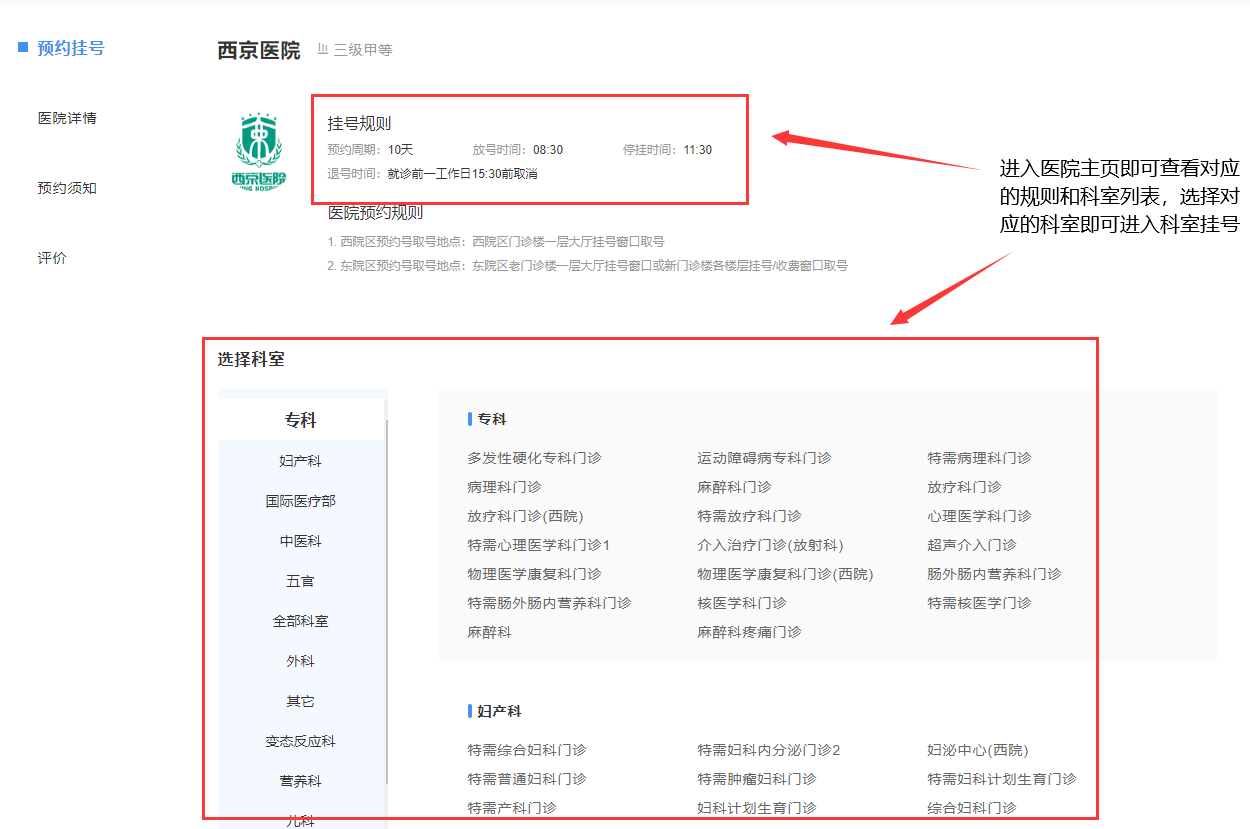 预约挂号
医院详情
预约须知
评价
西京医院 三级甲等
西京医院
挂号规则
预约周期：10天 放号时间：08:30 停挂时间：11:30
退号时间：就诊前一工作日15:30前取消
医院预约规则
1. 西院区预约号取号地点：西院区门诊楼一层大厅挂号窗口取号
2. 东院区预约号取号地点：东院区老门诊楼一层大厅挂号窗口或新门诊楼各楼层挂号/收费窗口取号
进入医院主页即可查看对应
的规则和科室列表，选择对
应的科室即可进入科室挂号
选择科室
专科
妇产科
国际医疗部
中医科
五官
全部科室
外科
其它
变态反应科
营养科
儿科
专科
多发性硬化专科门诊 运动障碍病专科门诊 特需病理科门诊
病理科门诊 麻醉科门诊 放疗科门诊
放疗科门诊(西院) 特需放疗科门诊 心理医学科门诊
特需心理医学科门诊1 介入治疗门诊(放射科) 超声介入门诊
物理医学康复科门诊 物理医学康复科门诊(西院) 肠外肠内营养科门诊
特需肠外肠内营养科门诊 核医学科门诊 特需核医学门诊
麻醉科 麻醉科疼痛门诊
妇产科
特需综合妇科门诊 特需妇科内分泌门诊2 妇泌中心(西院)
特需普通妇科门诊 特需肿瘤妇科门诊 特需妇科计划生育门诊
特需产科门诊 妇科计划生育门诊 综合妇科门诊